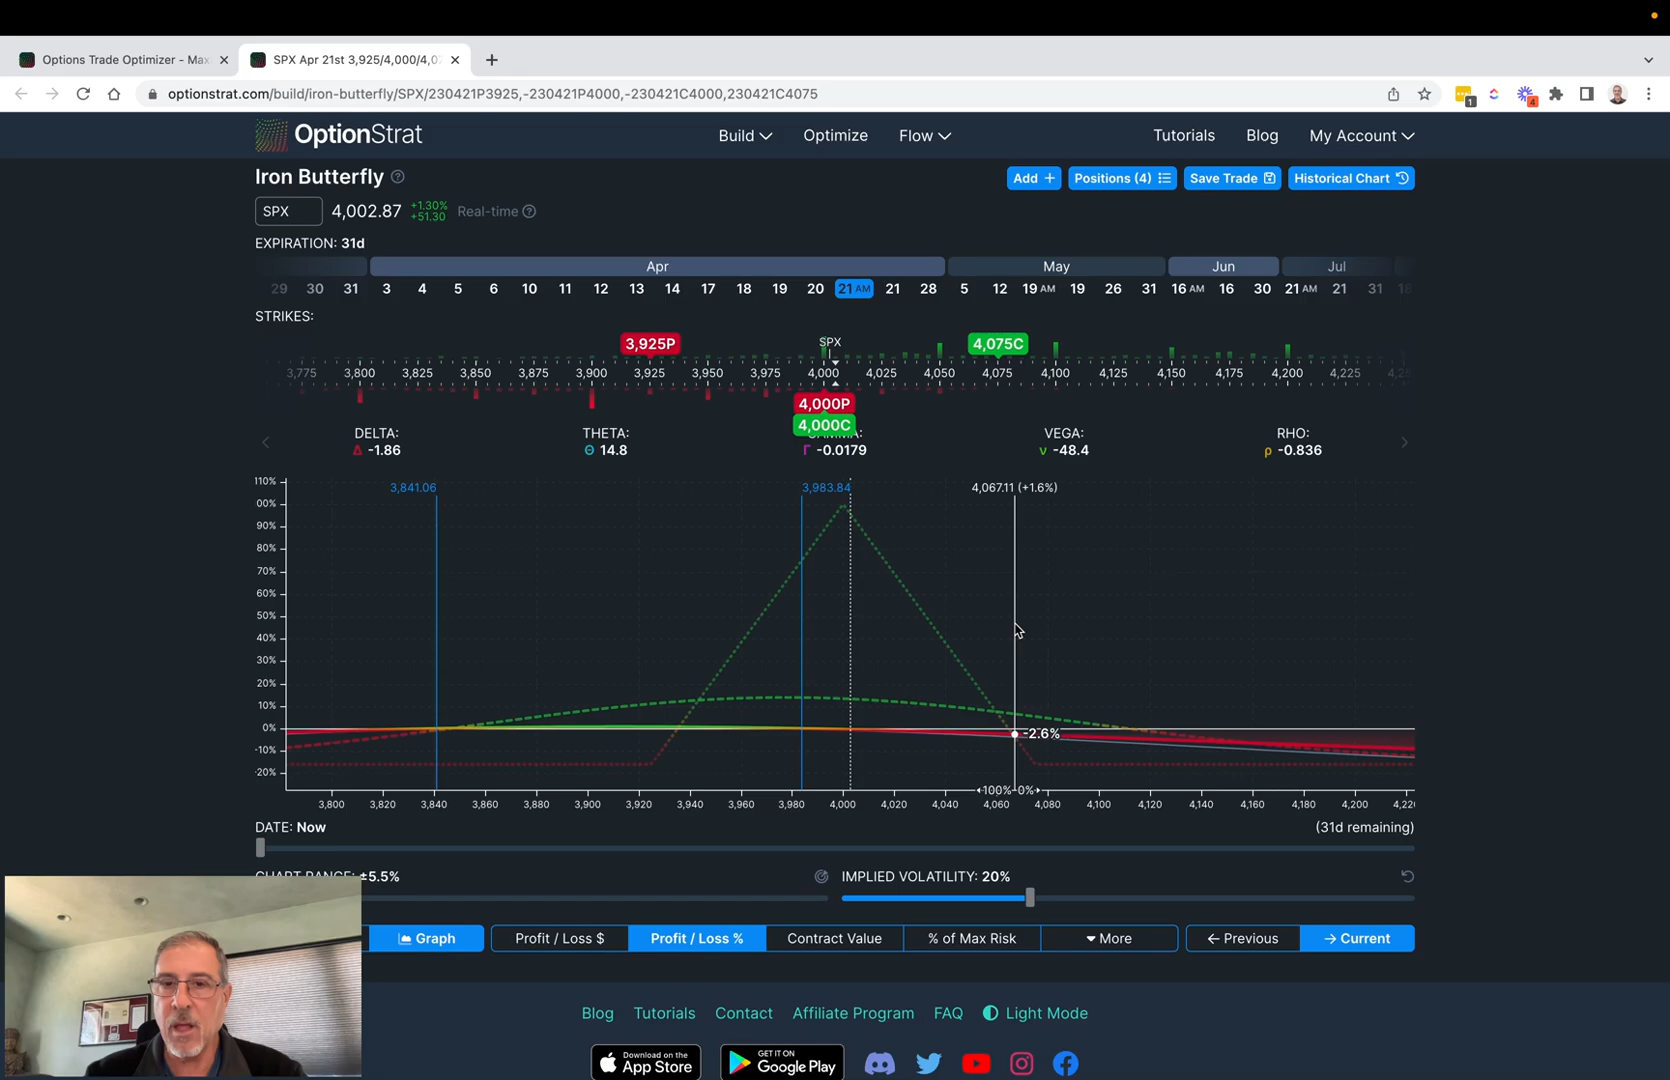 Options Trade Optimizer - Max
SPX Apr 21st 3,925/4,000/4,07
optionstrat.com/build/iron-butterfly/SPX/230421P3925,-230421P4000,-230421C4000,230421C4075
1
4
OptionStrat
Build
Optimize
Flow
Tutorials
Blog
My Account
Iron Butterfly
Add +
Positions (4)
Save Trade
Historical Chart
SPX
4,002.87
+1.30%
+51.30
Real-time
EXPIRATION: 31d
Apr
May
Jun
Jul
29 30 31 3 4 5 6 10 11 12 13 14 17 18 19 20 21 AM 21 28 5 12 19 AM 19 26 31 16 AM 16 30 21 AM 21 31 18
STRIKES:
3,925P
SPX
4,075C
3,775 3,800 3,825 3,850 3,875 3,900 3,925 3,950 3,975 4,000 4,025 4,050 4,075 4,100 4,125 4,150 4,175 4,200 4,225
4,000P
4,000C
DELTA:
Δ -1.86
THETA:
Θ 14.8
Γ -0.0179
VEGA:
ν -48.4
RHO:
ρ -0.836
3,841.06
3,983.84
4,067.11 (+1.6%)
110%
00%
90%
80%
70%
60%
50%
40%
30%
20%
10%
0%
-10%
-20%
-2.6%
100% 0%
3,800 3,820 3,840 3,860 3,880 3,900 3,920 3,940 3,960 3,980 4,000 4,020 4,040 4,060 4,080 4,100 4,120 4,140 4,160 4,180 4,200 4,220
DATE: Now
(31d remaining)
CHART RANGE: ±5.5%
IMPLIED VOLATILITY: 20%
Graph
Profit / Loss $
Profit / Loss %
Contract Value
% of Max Risk
More
← Previous
→ Current
Blog
Tutorials
Contact
Affiliate Program
FAQ
Light Mode
Download on the
App Store
GET IT ON
Google Play